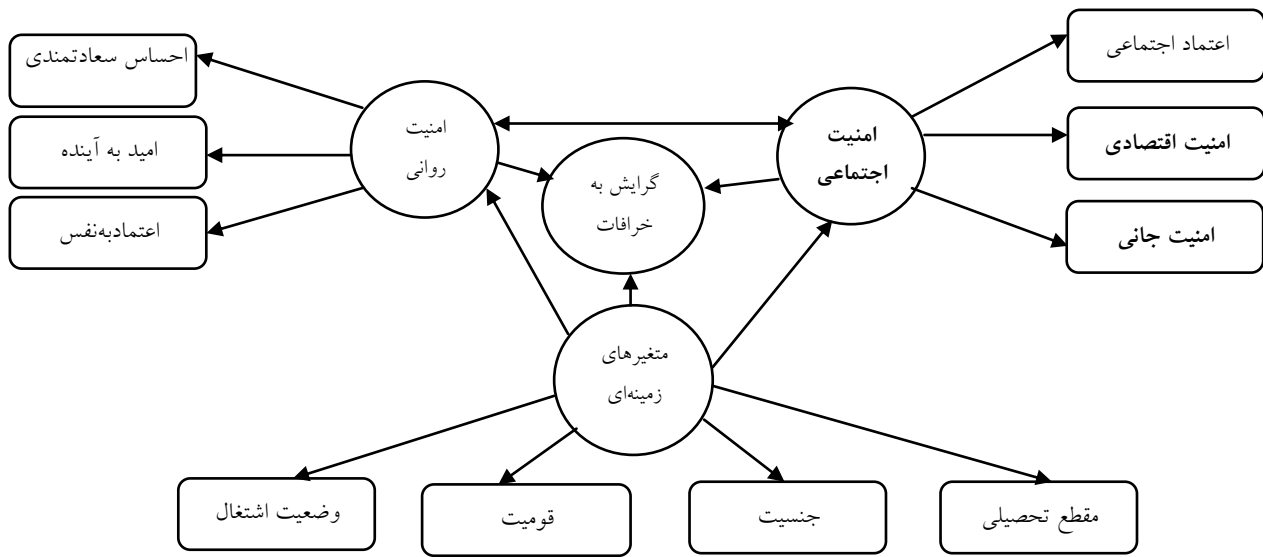 اعتماد اجتماعی
امنیت اقتصادی
امنیت جانی
امنیت
اجتماعی
گرایش به
خرافات
امنیت
روانی
احساس سعادتمندی
امید به آینده
اعتمادبه‌نفس
متغیرهای
زمینه‌ای
مقطع تحصیلی
جنسیت
قومیت
وضعیت اشتغال